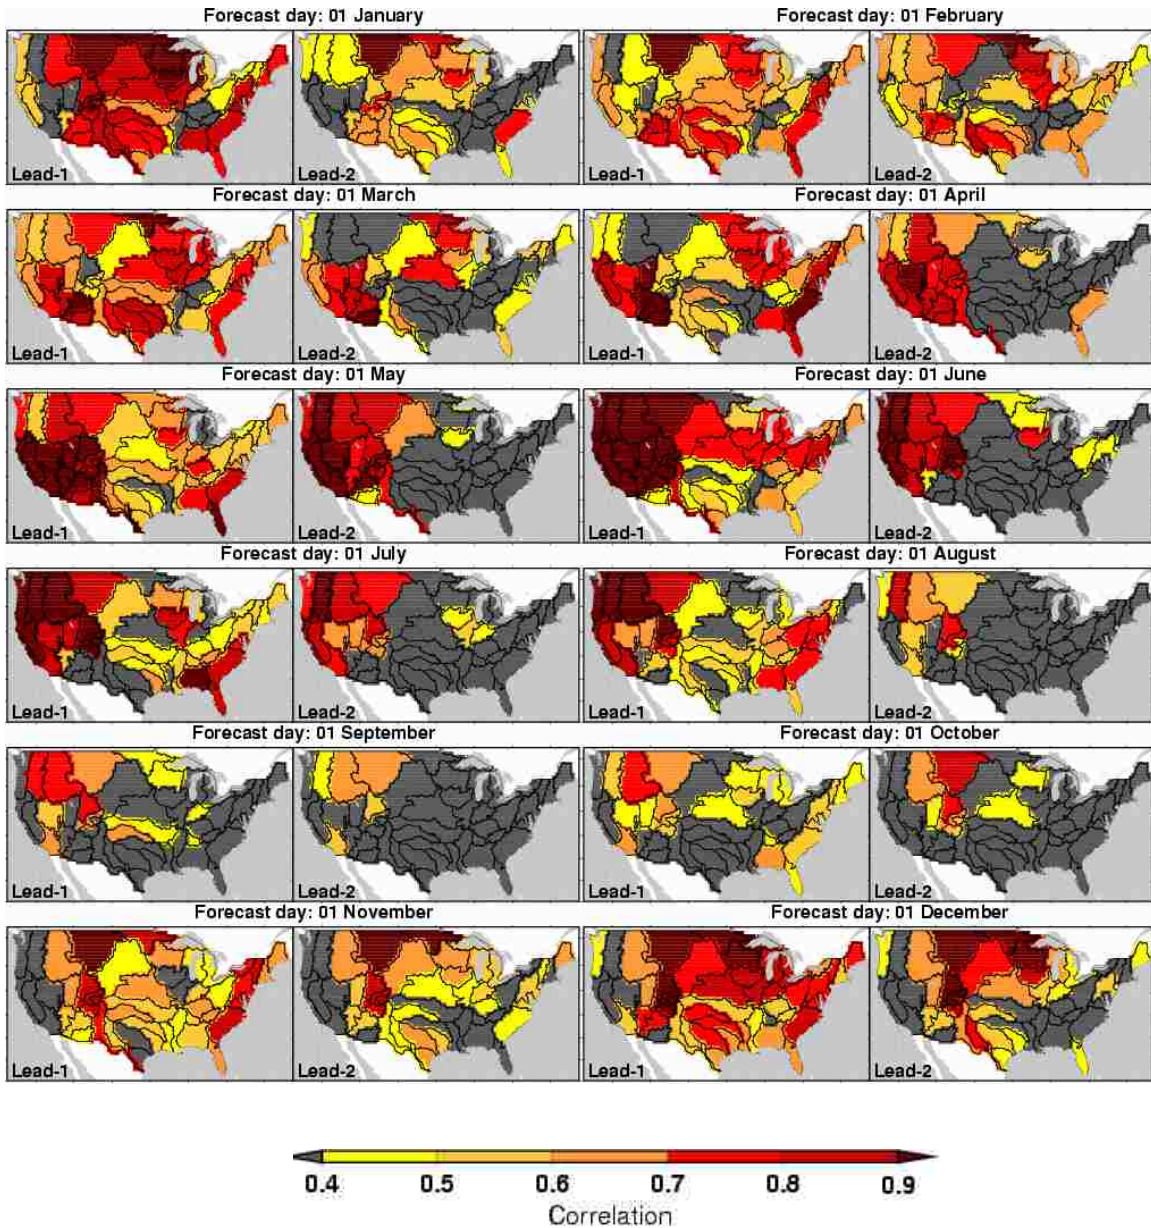 Forecast day: 01 January
Forecast day: 01 February
Lead-1
Lead-2
Lead-1
Lead-2
Forecast day: 01 March
Forecast day: 01 April
Lead-1
Lead-2
Lead-1
Lead-2
Forecast day: 01 May
Forecast day: 01 June
Lead-1
Lead-2
Lead-1
Lead-2
Forecast day: 01 July
Forecast day: 01 August
Lead-1
Lead-2
Lead-1
Lead-2
Forecast day: 01 September
Forecast day: 01 October
Lead-1
Lead-2
Lead-1
Lead-2
Forecast day: 01 November
Forecast day: 01 December
Lead-1
Lead-2
Lead-1
Lead-2
0.4 0.5 0.6 0.7 0.8 0.9
Correlation